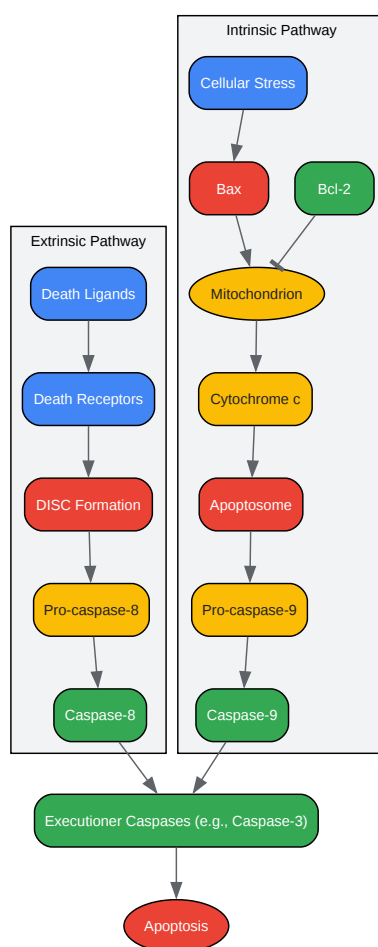 Intrinsic Pathway
Cellular Stress
Bax
Bcl-2
Mitochondrion
Cytochrome c
Apoptosome
Pro-caspase-9
Caspase-9
Extrinsic Pathway
Death Ligands
Death Receptors
DISC Formation
Pro-caspase-8
Caspase-8
Executioner Caspases (e.g., Caspase-3)
Apoptosis